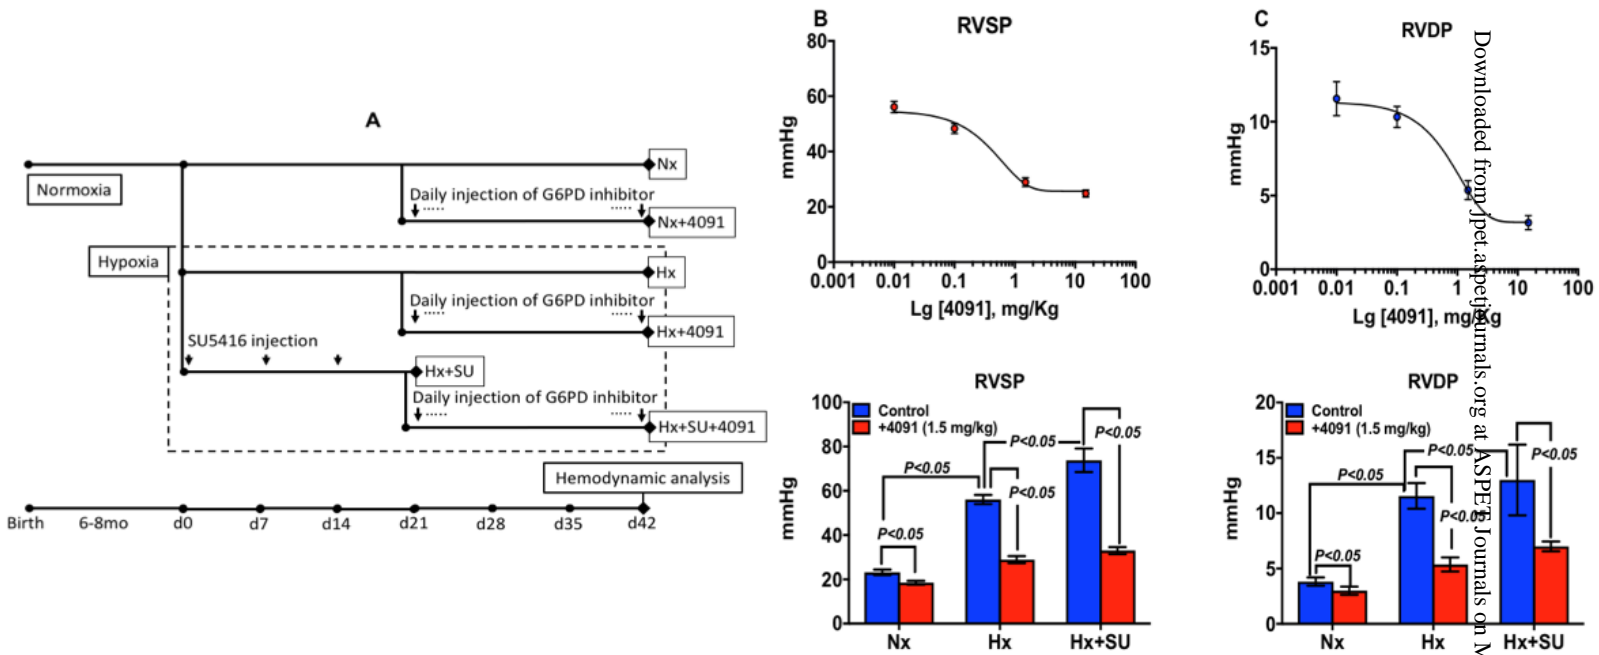 A
Normoxia
Nx
Daily injection of G6PD inhibitor
Nx+4091
Hypoxia
Hx
Daily injection of G6PD inhibitor
Hx+4091
SU5416 injection
Hx+SU
Daily injection of G6PD inhibitor
Hx+SU+4091
Hemodynamic analysis
Birth 6-8mo d0 d7 d14 d21 d28 d35 d42
B
RVSP
80
60
40
20
0
mmHg
0.001 0.01 0.1 1 10 100
Lg [4091], mg/Kg
RVSP
100
80
60
40
20
0
mmHg
Control
+4091 (1.5 mg/kg)
P<0.05
P<0.05
P<0.05
P<0.05
P<0.05
Nx Hx Hx+SU
C
RVDP
15
10
5
0
mmHg
0.001 0.01 0.1 1 10 100
Lg [4091], mg/Kg
RVDP
20
15
10
5
0
mmHg
Control
+4091 (1.5 mg/kg)
P<0.05
P<0.05
P<0.05
P<0.05
P<0.05
Nx Hx Hx+SU
Downloaded from jpet.aspetjournals.org at ASPET Journals on M